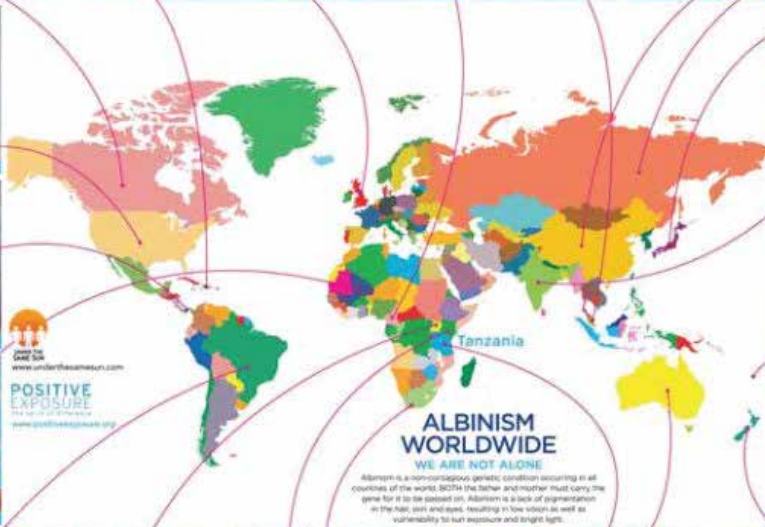 Tanzania
UNDER THE
SAME SUN
www.underthesamesun.com
POSITIVE
EXPOSURE
the spirit of difference
www.positiveexposure.org
ALBINISM
WORLDWIDE
WE ARE NOT ALONE
Albinism is a non-contagious genetic condition occurring in all
countries of the world. BOTH the father and mother must carry the
gene for it to be passed on. Albinism is a lack of pigmentation
in the hair, skin and eyes, resulting in low vision as well as
vulnerability to sun exposure and bright light.